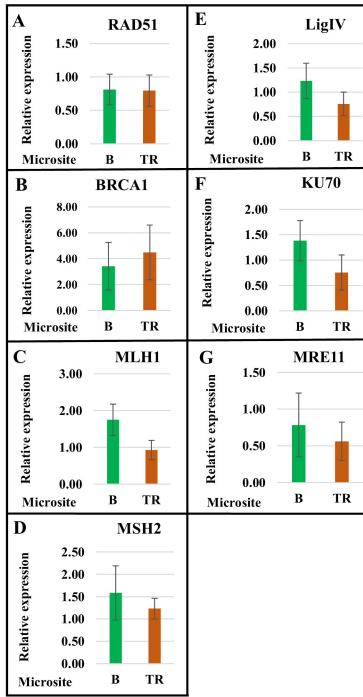 A RAD51
Relative expression
1.50
1.00
0.50
0.00
Microsite B TR
B BRCA1
Relative expression
8.00
6.00
4.00
2.00
0.00
Microsite B TR
C MLH1
Relative expression
3.00
2.00
1.00
0.00
Microsite B TR
D MSH2
Relative expression
2.50
2.00
1.50
1.00
0.50
0.00
Microsite B TR
E LigIV
Relative expression
2.00
1.50
1.00
0.50
0.00
Microsite B TR
F KU70
Relative expression
2.00
1.50
1.00
0.50
0.00
Microsite B TR
G MRE11
Relative expression
1.50
1.00
0.50
0.00
Microsite B TR